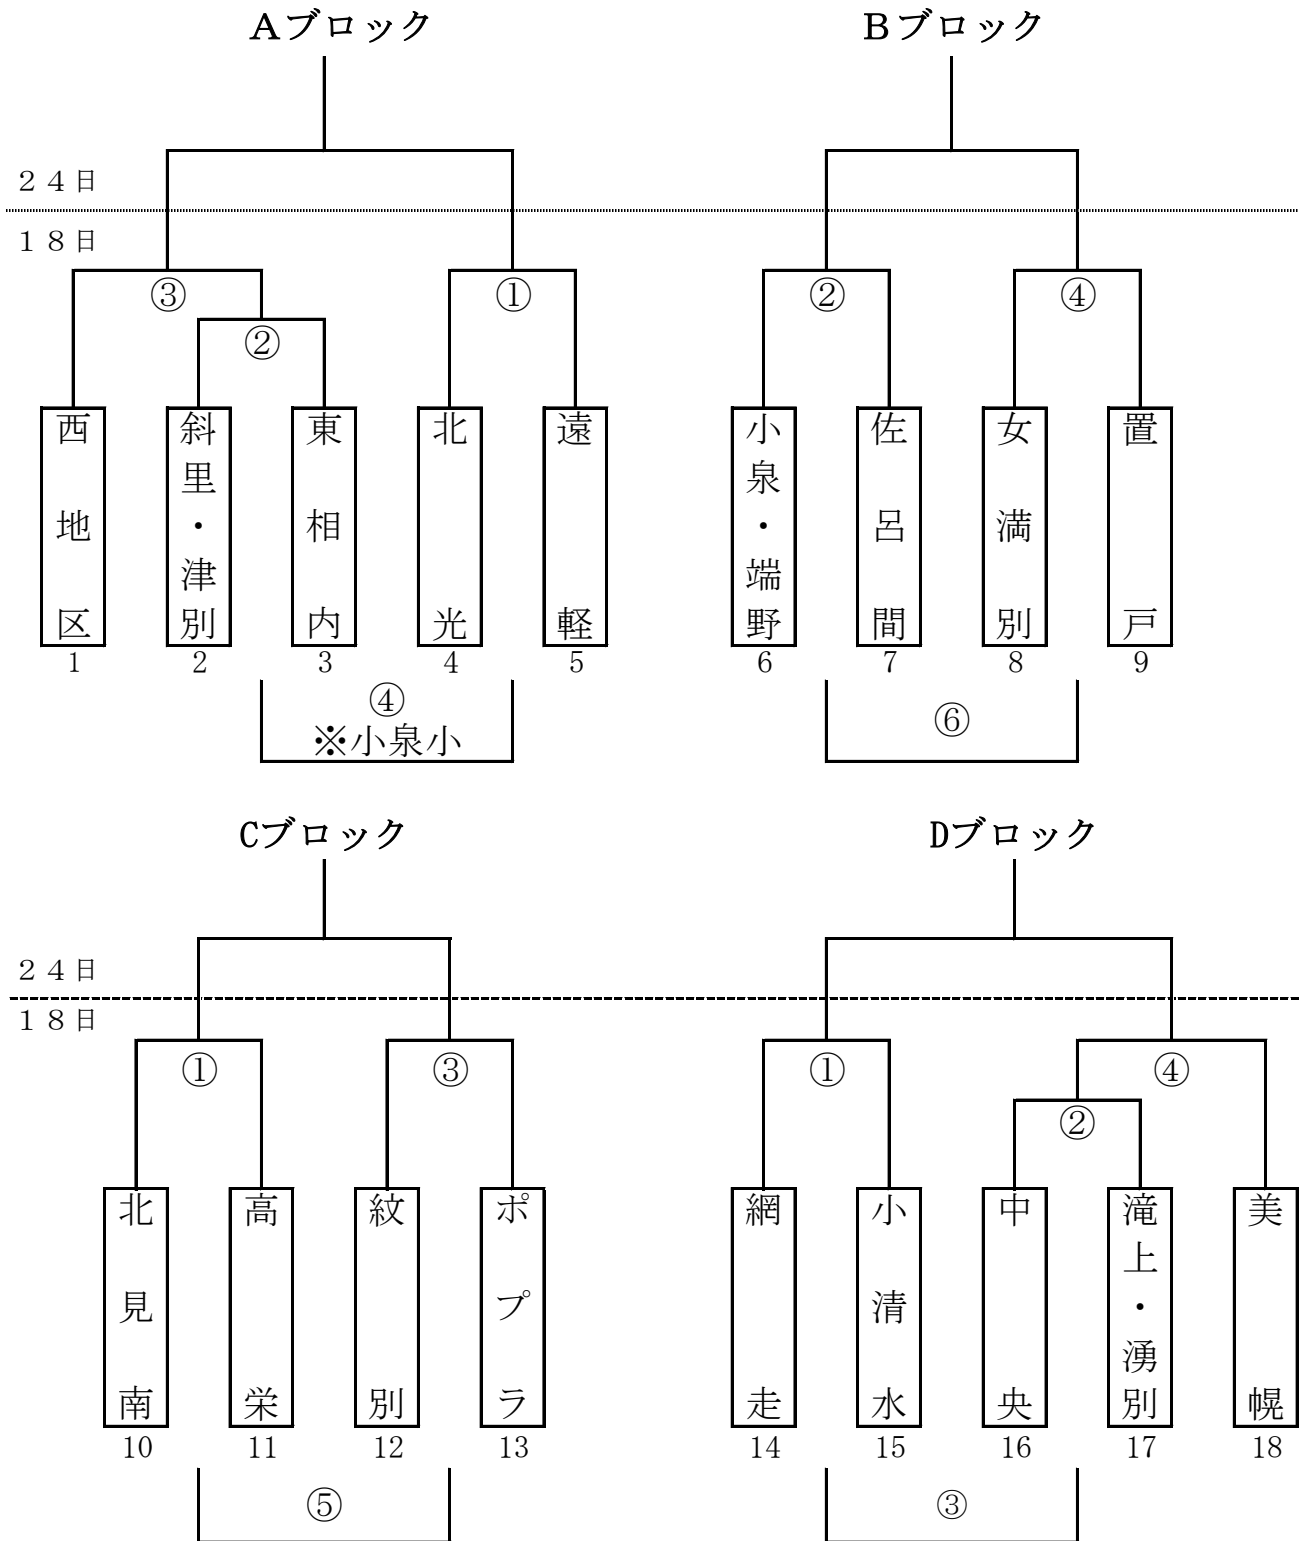 Ａブロック
Ｂブロック
２４日
１８日
③
①
②
④
②
西地区
斜里・津別
東相内
北光
遠軽
小泉・端野
佐呂間
女満別
置戸
1
2
3
4
5
6
7
8
9
④
※小泉小
⑥
Cブロック
Dブロック
２４日
１８日
①
③
①
④
②
北見南
高栄
紋別
ポプラ
網走
小清水
中央
滝上・湧別
美幌
10
11
12
13
14
15
16
17
18
⑤
③